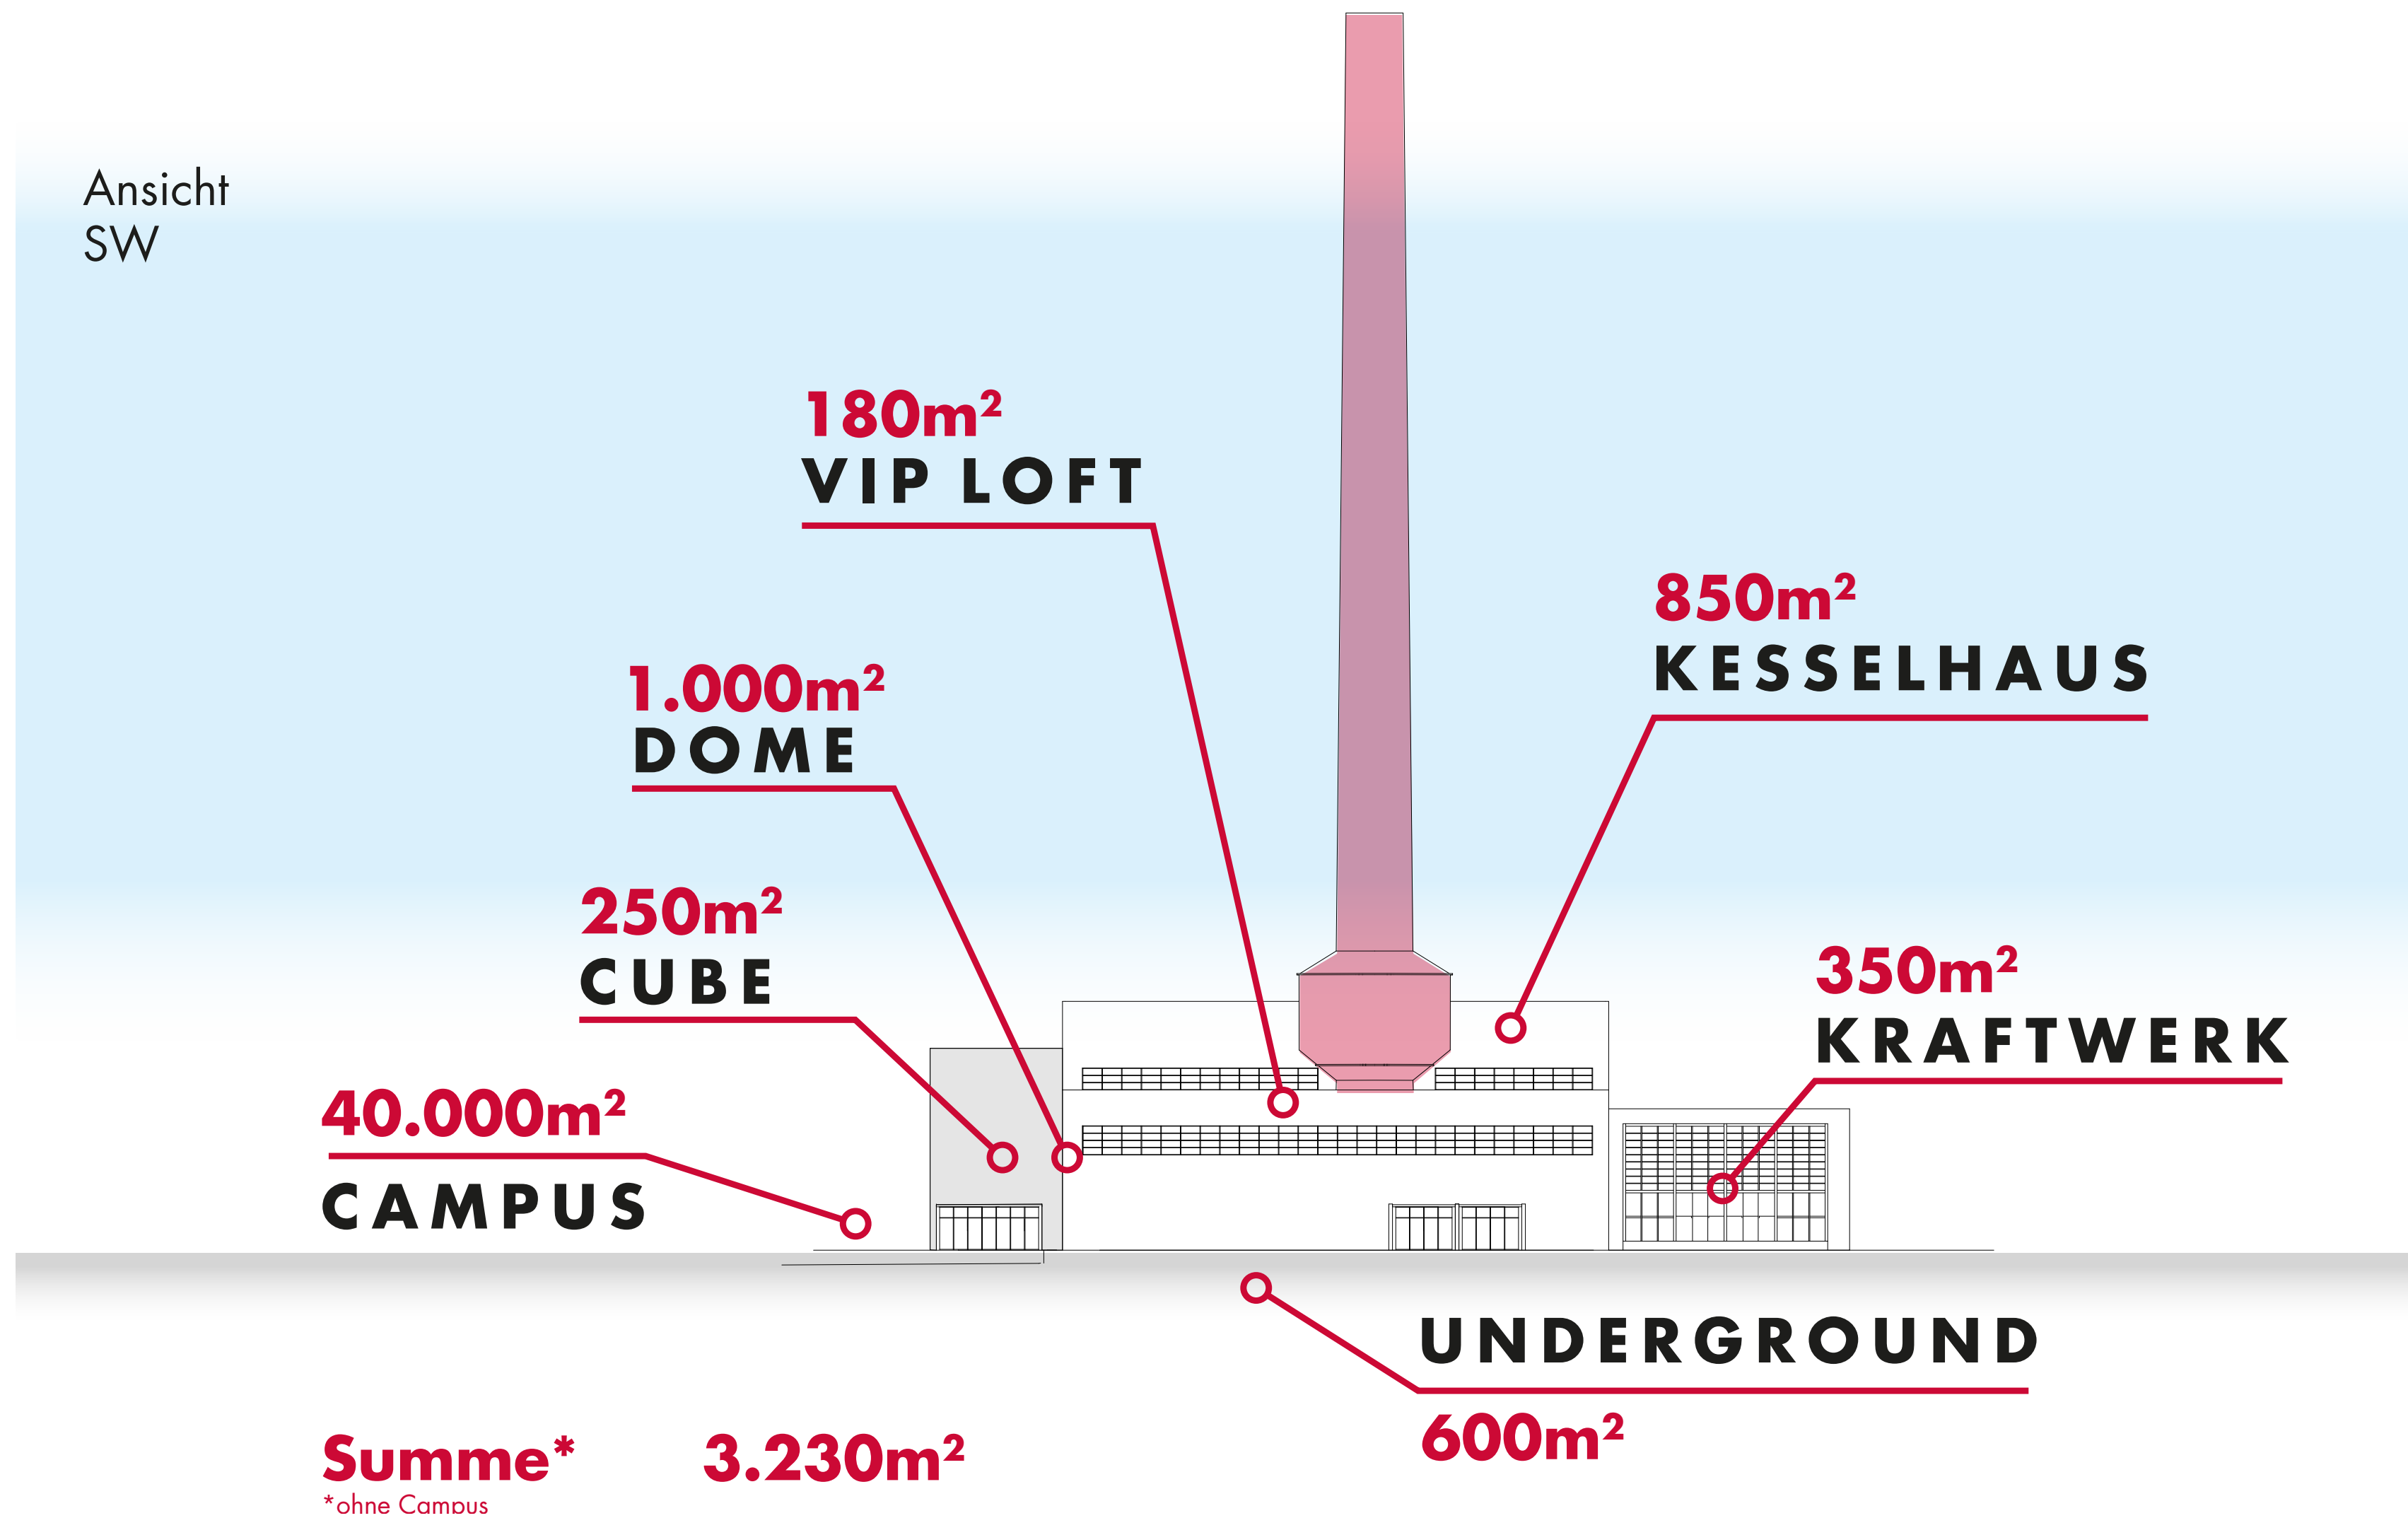 Ansicht
SW
180m²
VIP LOFT
850m²
KESSELHAUS
1.000m²
DOME
250m²
CUBE
350m²
KRAFTWERK
40.000m²
CAMPUS
UNDERGROUND
600m²
Summe* 3.230m²
*ohne Campus